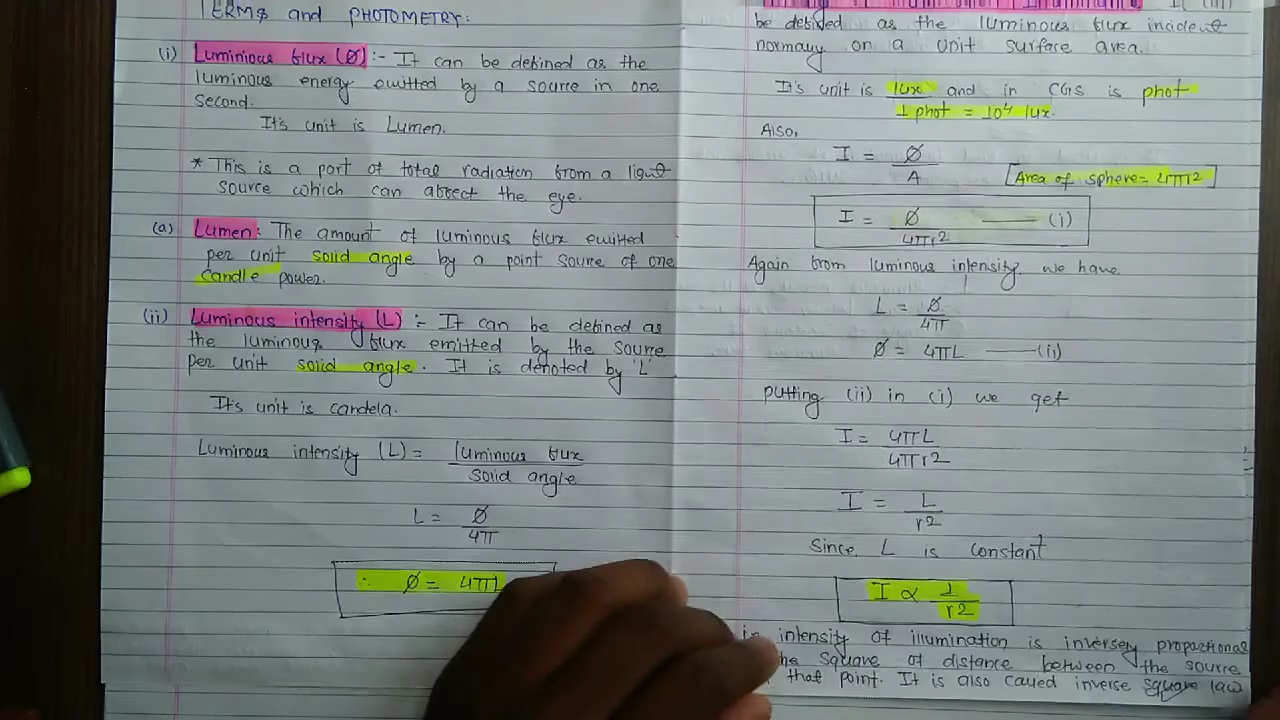 TERMS and PHOTOMETRY:
(i) Luminious flux (Ø) :- It can be defined as the
luminous energy emitted by a source in one
second.
It's unit is Lumen.
* This is a part of total radiation from a light
source which can affect the eye.
(a) Lumen: The amount of luminous flux emitted
per unit solid angle by a point source of one
candle power.
(ii) Luminous intensity (L) :- It can be defined as
the luminous flux emitted by the source
per unit solid angle. It is denoted by 'L'
It's unit is candela.
Luminous intensity (L) = luminous flux
solid angle
L = Ø
4π
∴ Ø = 4πL
be defined as the luminous flux incident
normally on a unit surface area.
It's unit is lux and in CGS is phot
1 phot = 10⁴ lux.
Also,
I = Ø
A [Area of sphere = 4πr²]
I = Ø —— (i)
4πr²
Again from luminous intensity, we have
L = Ø
4π
Ø = 4πL —— (ii)
putting (ii) in (i) we get
I = 4πL
4πr²
I = L
r²
Since L is constant
I ∝ 1
r²
intensity of illumination is inversely proportional
the square of distance between the source
that point. It is also called inverse square law